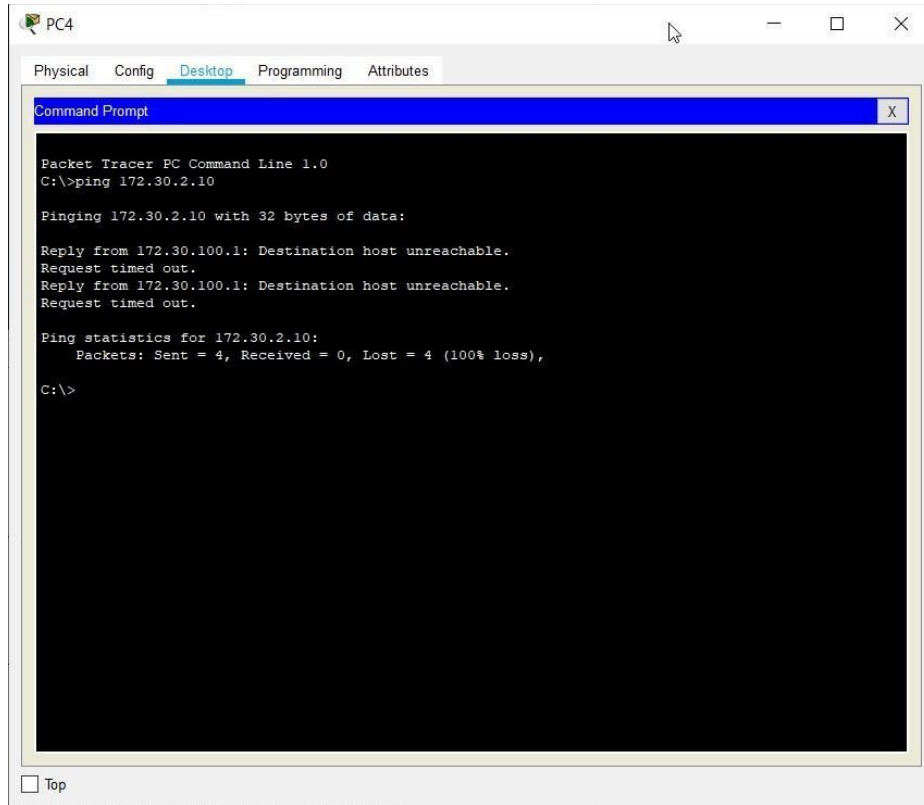 PC4
Physical Config Desktop Programming Attributes
Command Prompt X
Packet Tracer PC Command Line 1.0
C:\>ping 172.30.2.10
Pinging 172.30.2.10 with 32 bytes of data:
Reply from 172.30.100.1: Destination host unreachable.
Request timed out.
Reply from 172.30.100.1: Destination host unreachable.
Request timed out.
Ping statistics for 172.30.2.10:
Packets: Sent = 4, Received = 0, Lost = 4 (100% loss),
C:\>
Top